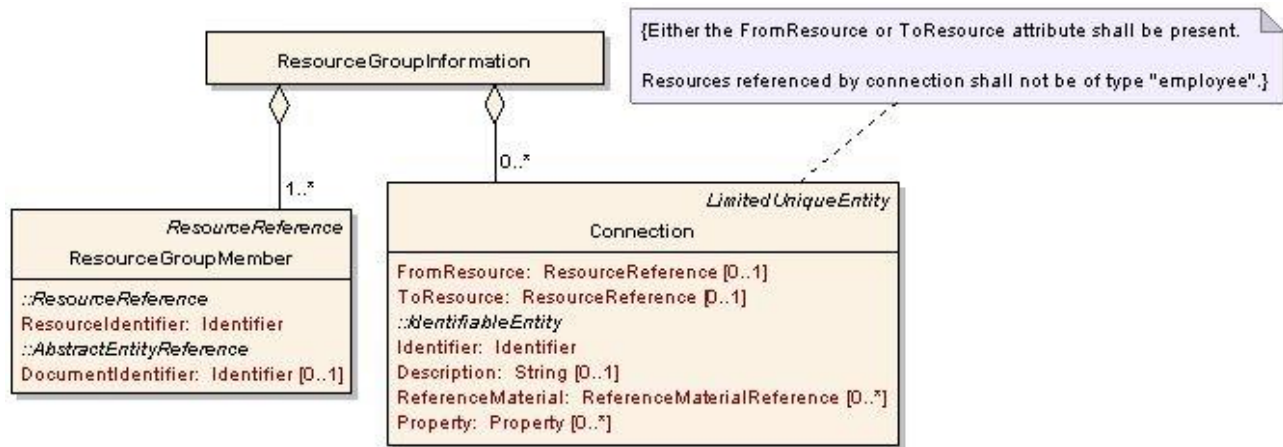 ResourceGroupInformation
{Either the FromResource or ToResource attribute shall be present.
Resources referenced by connection shall not be of type "employee".}
1..*
0..*
ResourceReference
ResourceGroupMember
::ResourceReference
ResourceIdentifier: Identifier
::AbstractEntityReference
DocumentIdentifier: Identifier [0..1]
LimitedUniqueEntity
Connection
FromResource: ResourceReference [0..1]
ToResource: ResourceReference [0..1]
::IdentifiableEntity
Identifier: Identifier
Description: String [0..1]
ReferenceMaterial: ReferenceMaterialReference [0..*]
Property: Property [0..*]